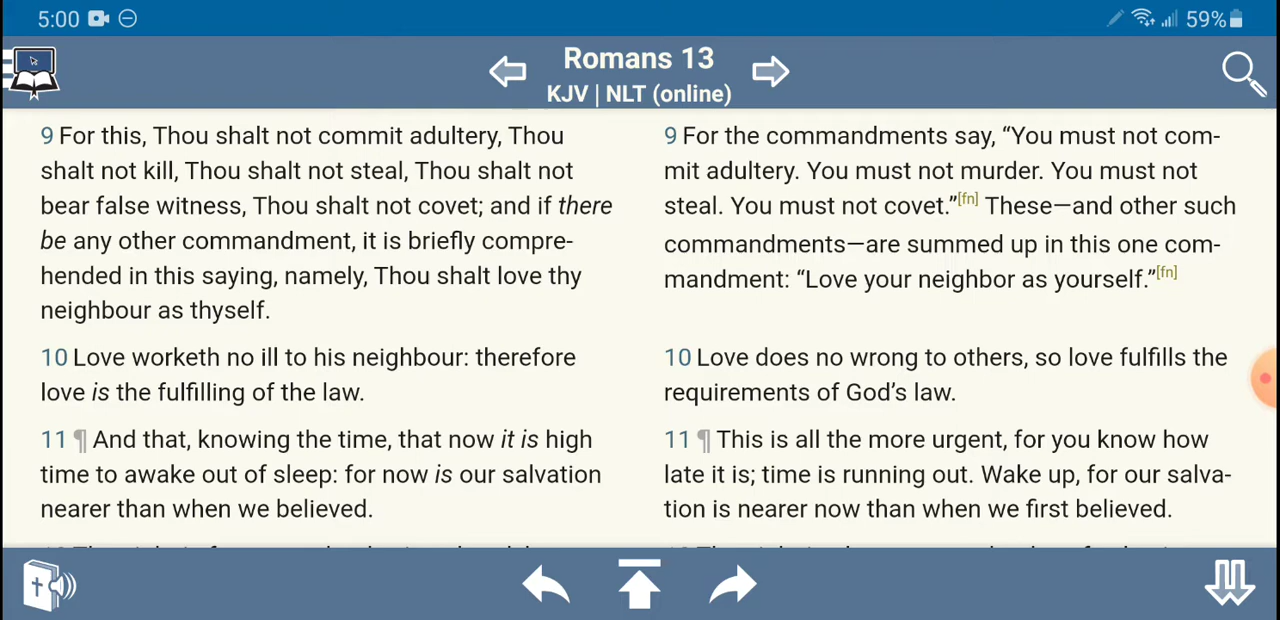 5:00
59%
Romans 13
KJV | NLT (online)
9 For this, Thou shalt not commit adultery, Thou
shalt not kill, Thou shalt not steal, Thou shalt not
bear false witness, Thou shalt not covet; and if there
be any other commandment, it is briefly compre-
hended in this saying, namely, Thou shalt love thy
neighbour as thyself.
10 Love worketh no ill to his neighbour: therefore
love is the fulfilling of the law.
11 ¶ And that, knowing the time, that now it is high
time to awake out of sleep: for now is our salvation
nearer than when we believed.
9 For the commandments say, “You must not com-
mit adultery. You must not murder. You must not
steal. You must not covet.”[fn] These—and other such
commandments—are summed up in this one com-
mandment: “Love your neighbor as yourself.”[fn]
10 Love does no wrong to others, so love fulfills the
requirements of God’s law.
11 ¶ This is all the more urgent, for you know how
late it is; time is running out. Wake up, for our salva-
tion is nearer now than when we first believed.